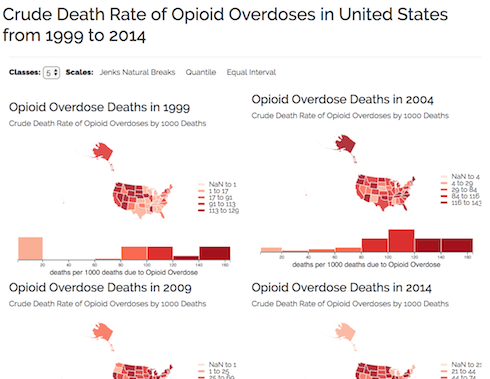 Crude Death Rate of Opioid Overdoses in United States
from 1999 to 2014
Classes: 5 Scales: Jenks Natural Breaks Quantile Equal Interval
Opioid Overdose Deaths in 1999
Crude Death Rate of Opioid Overdoses by 1000 Deaths
NaN to 1
1 to 17
17 to 91
91 to 113
113 to 129
20 40 60 80 100 120 140 160
deaths per 1000 deaths due to Opioid Overdose
Opioid Overdose Deaths in 2004
Crude Death Rate of Opioid Overdoses by 1000 Deaths
NaN to 4
4 to 29
29 to 84
84 to 116
116 to 143
20 40 60 80 100 120 140 160
deaths per 1000 deaths due to Opioid Overdose
Opioid Overdose Deaths in 2009
Crude Death Rate of Opioid Overdoses by 1000 Deaths
NaN to 1
1 to 25
25 to 69
Opioid Overdose Deaths in 2014
Crude Death Rate of Opioid Overdoses by 1000 Deaths
NaN to 21
21 to 44
44 to 74